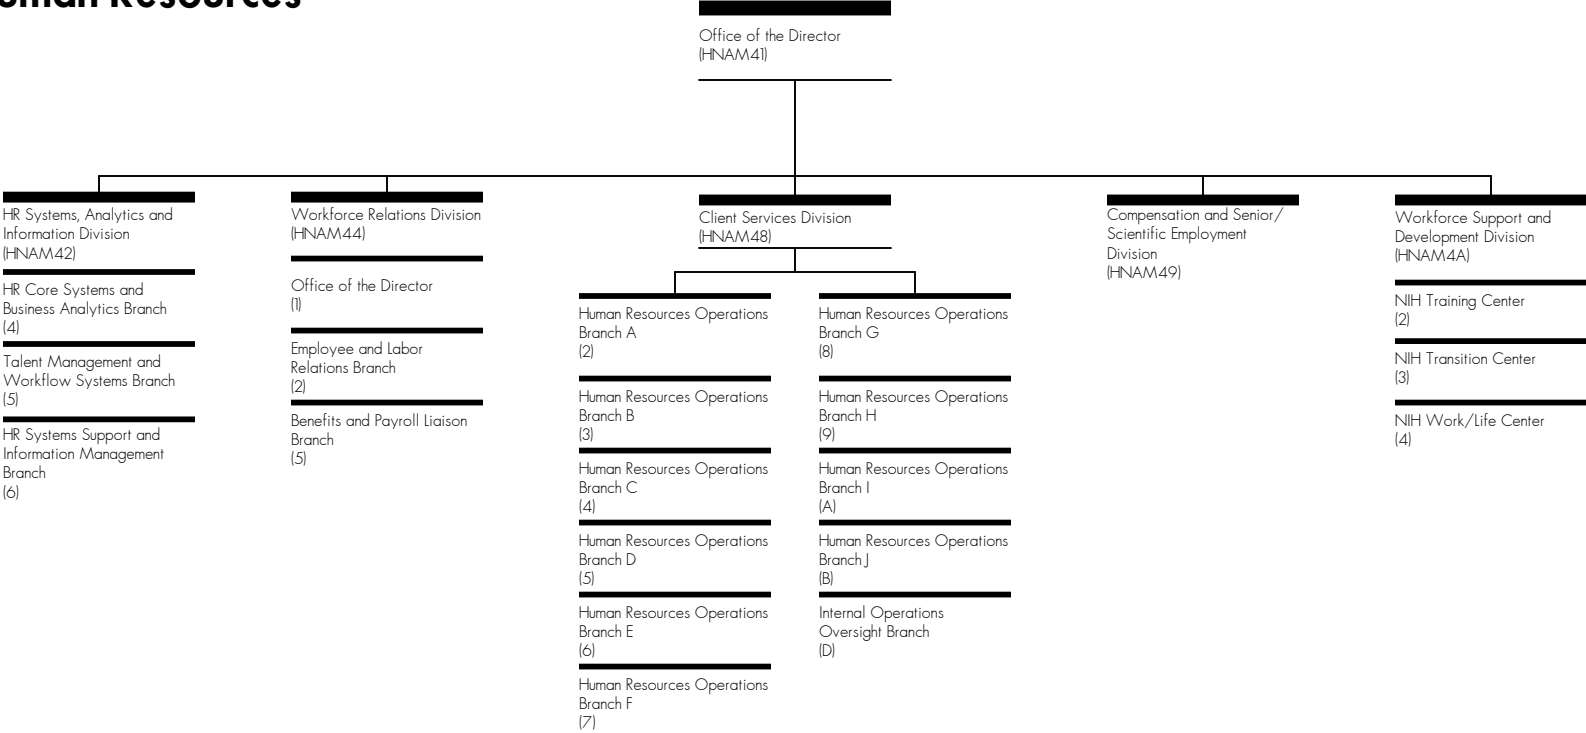 Human Resources
Office of the Director
(HNAM41)
HR Systems, Analytics and
Information Division
(HNAM42)
HR Core Systems and
Business Analytics Branch
(4)
Talent Management and
Workflow Systems Branch
(5)
HR Systems Support and
Information Management
Branch
(6)
Workforce Relations Division
(HNAM44)
Office of the Director
(1)
Employee and Labor
Relations Branch
(2)
Benefits and Payroll Liaison
Branch
(5)
Client Services Division
(HNAM48)
Human Resources Operations
Branch A
(2)
Human Resources Operations
Branch B
(3)
Human Resources Operations
Branch C
(4)
Human Resources Operations
Branch D
(5)
Human Resources Operations
Branch E
(6)
Human Resources Operations
Branch F
(7)
Human Resources Operations
Branch G
(8)
Human Resources Operations
Branch H
(9)
Human Resources Operations
Branch I
(A)
Human Resources Operations
Branch J
(B)
Internal Operations
Oversight Branch
(D)
Compensation and Senior/
Scientific Employment
Division
(HNAM49)
Workforce Support and
Development Division
(HNAM4A)
NIH Training Center
(2)
NIH Transition Center
(3)
NIH Work/Life Center
(4)